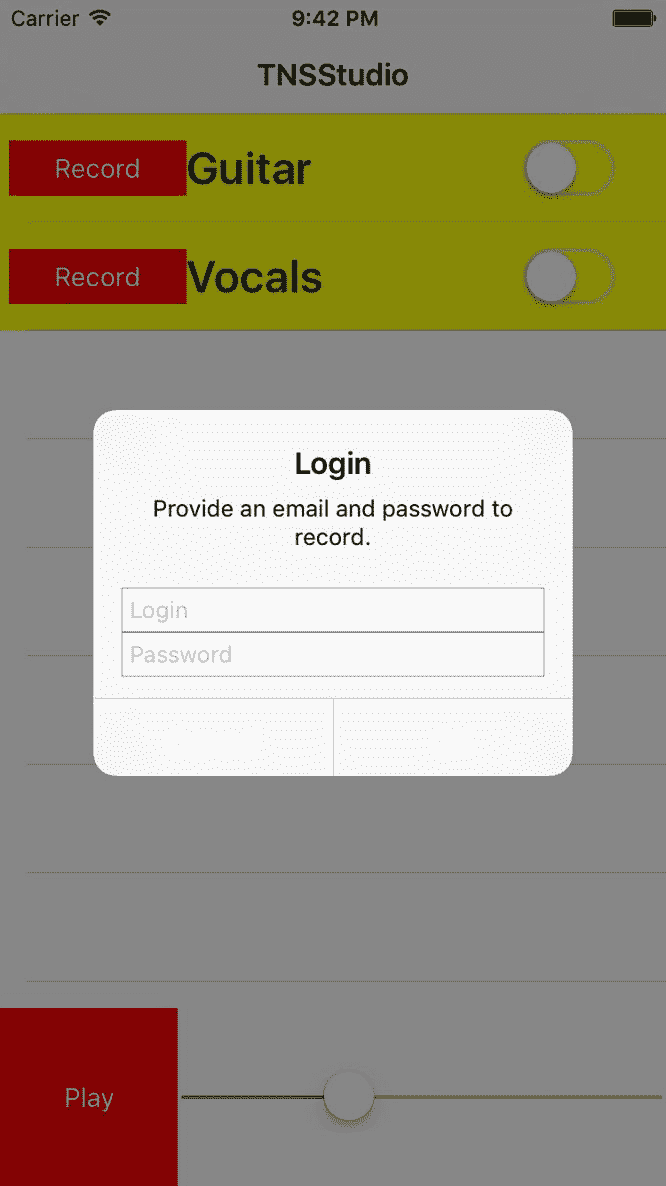 Carrier 9:42 PM
TNSStudio
Record Guitar
Record Vocals
Login
Provide an email and password to
record.
Login
Password
Play